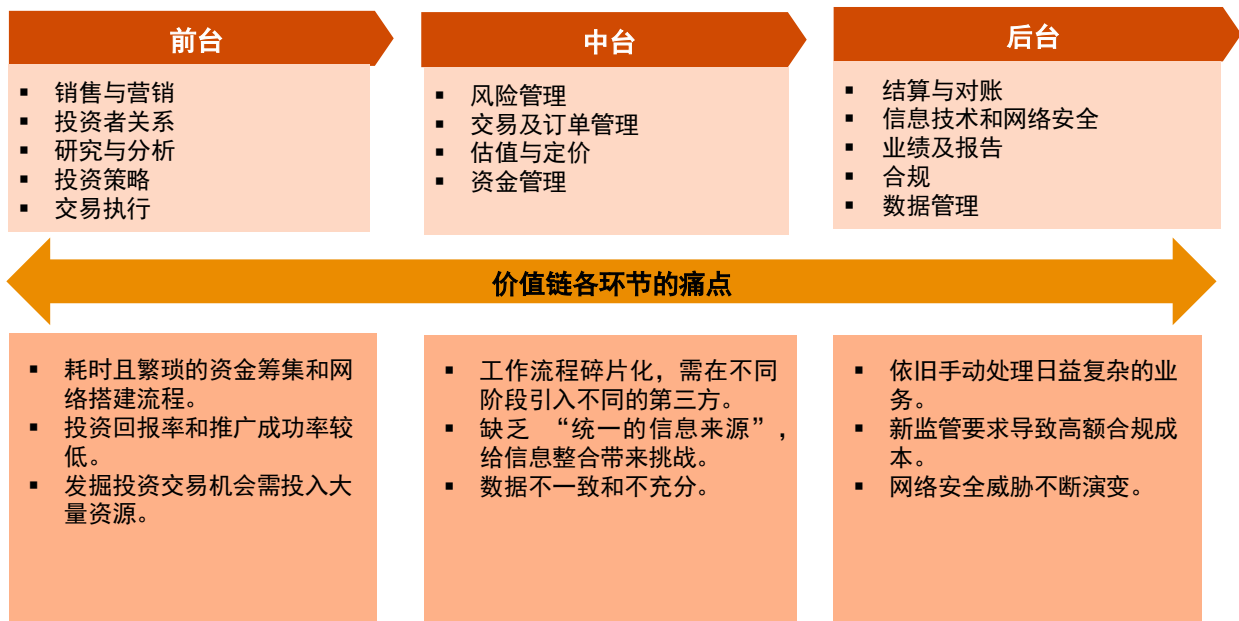 前台
▪ 销售与营销
▪ 投资者关系
▪ 研究与分析
▪ 投资策略
▪ 交易执行
中台
▪ 风险管理
▪ 交易及订单管理
▪ 估值与定价
▪ 资金管理
后台
▪ 结算与对账
▪ 信息技术和网络安全
▪ 业绩及报告
▪ 合规
▪ 数据管理
价值链各环节的痛点
▪ 耗时且繁琐的资金筹集和网
络搭建流程。
▪ 投资回报率和推广成功率较
低。
▪ 发掘投资交易机会需投入大
量资源。
▪ 工作流程碎片化，需在不同
阶段引入不同的第三方。
▪ 缺乏 “统一的信息来源”，
给信息整合带来挑战。
▪ 数据不一致和不充分。
▪ 依旧手动处理日益复杂的业
务。
▪ 新监管要求导致高额合规成
本。
▪ 网络安全威胁不断演变。